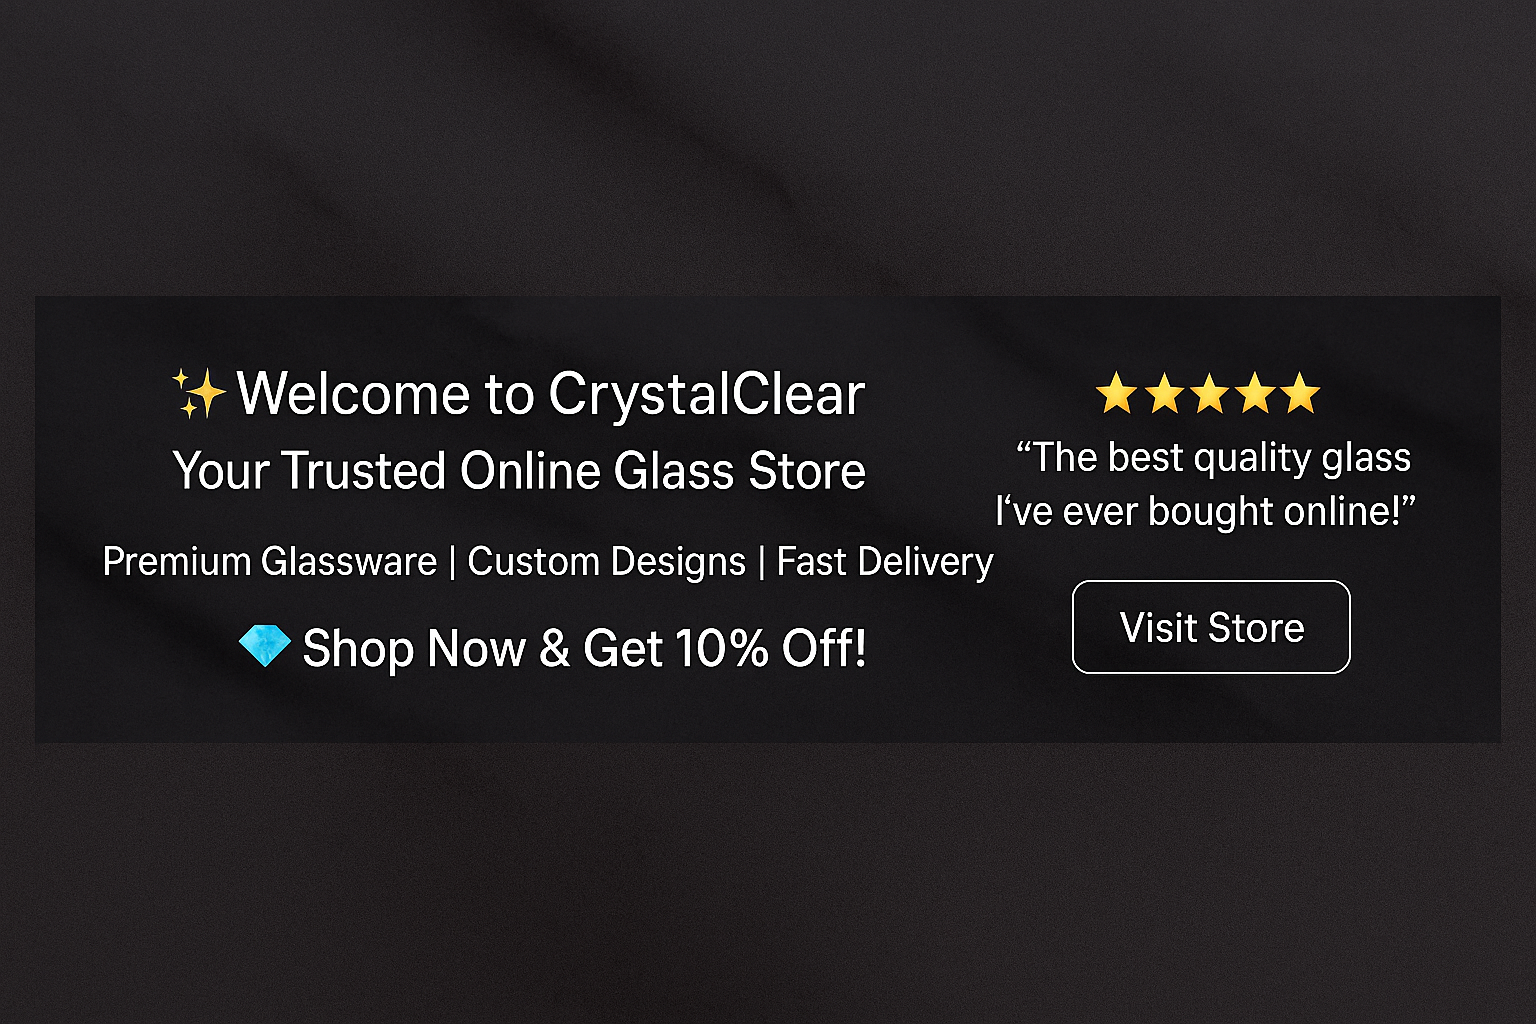 ✨Welcome to CrystalClear
Your Trusted Online Glass Store
Premium Glassware | Custom Designs | Fast Delivery
💎 Shop Now & Get 10% Off!
⭐⭐⭐⭐⭐
“The best quality glass
I‘ve ever bought online!”
Visit Store